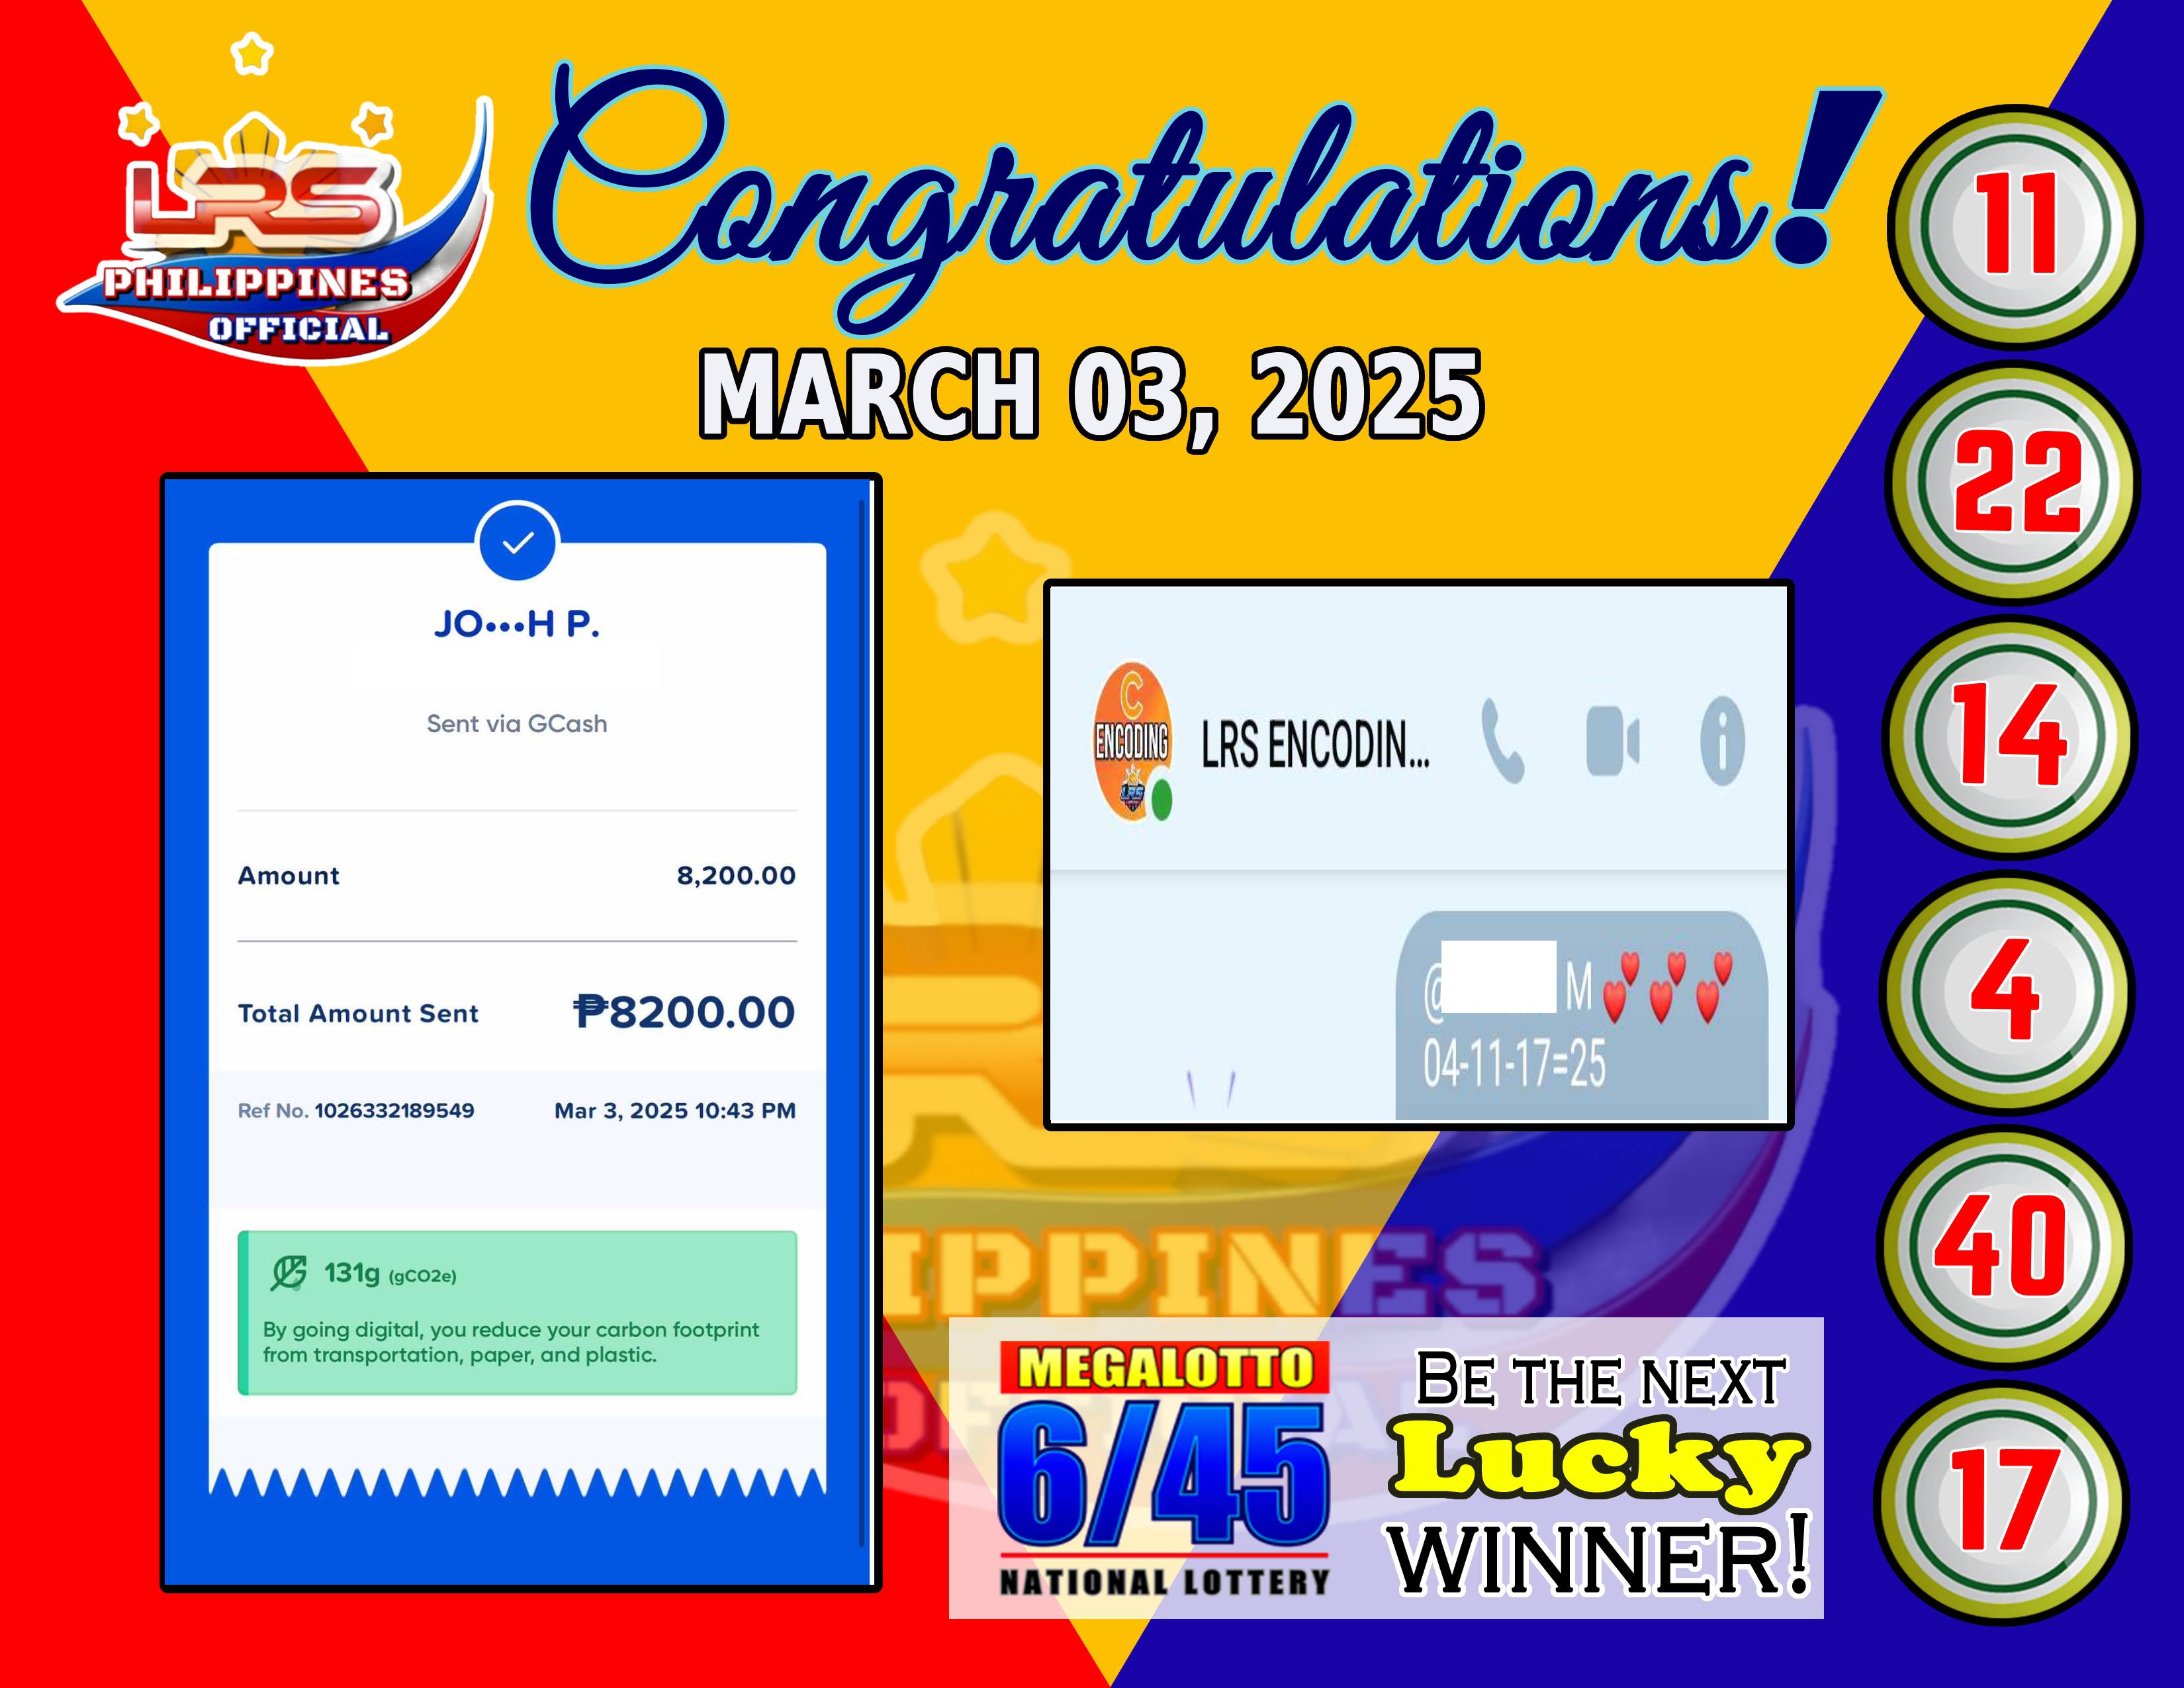 LRS
PHILIPPINES
OFFICIAL
Congratulations!
MARCH 03, 2025
JO•••H P.
Sent via GCash
Amount 8,200.00
Total Amount Sent ₱8200.00
Ref No. 1026332189549 Mar 3, 2025 10:43 PM
131g (gCO2e)
By going digital, you reduce your carbon footprint
from transportation, paper, and plastic.
C
ENCODING
LRS
LRS ENCODIN...
@ M💕💕💕
04-11-17=25
IPPINES
MEGALOTTO
6/45
NATIONAL LOTTERY
BE THE NEXT
Lucky
WINNER!
11
22
14
4
40
17